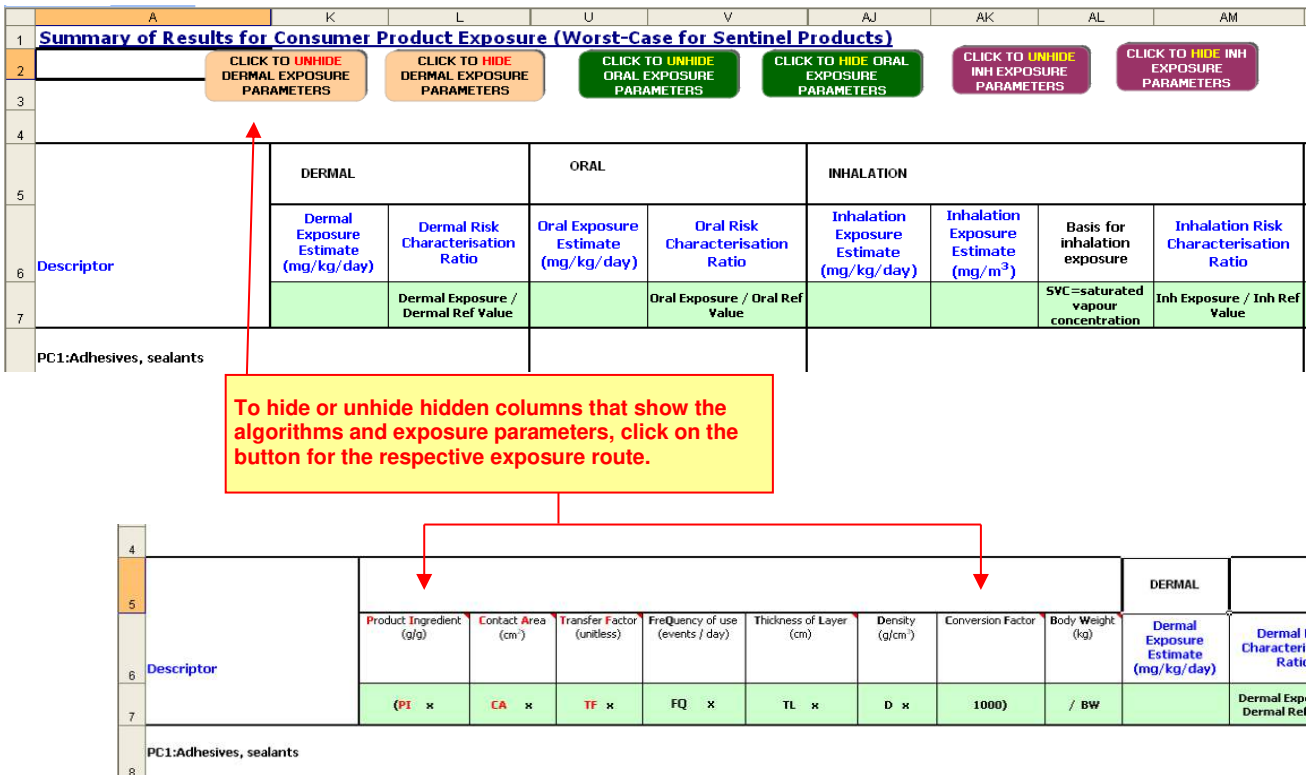 A K L U V AJ AK AL AM
1 Summary of Results for Consumer Product Exposure (Worst-Case for Sentinel Products)
2
3
CLICK TO UNHIDE
DERMAL EXPOSURE
PARAMETERS
CLICK TO HIDE
DERMAL EXPOSURE
PARAMETERS
CLICK TO UNHIDE
ORAL EXPOSURE
PARAMETERS
CLICK TO HIDE ORAL
EXPOSURE
PARAMETERS
CLICK TO UNHIDE
INH EXPOSURE
PARAMETERS
CLICK TO HIDE INH
EXPOSURE
PARAMETERS
4
5
DERMAL
ORAL
INHALATION
6
Descriptor
Dermal
Exposure
Estimate
(mg/kg/day)
Dermal Risk
Characterisation
Ratio
Oral Exposure
Estimate
(mg/kg/day)
Oral Risk
Characterisation
Ratio
Inhalation
Exposure
Estimate
(mg/kg/day)
Inhalation
Exposure
Estimate
(mg/m³)
Basis for
inhalation
exposure
Inhalation Risk
Characterisation
Ratio
7
Dermal Exposure /
Dermal Ref Value
Oral Exposure / Oral Ref
Value
SVC=saturated
vapour
concentration
Inh Exposure / Inh Ref
Value
PC1:Adhesives, sealants
To hide or unhide hidden columns that show the
algorithms and exposure parameters, click on the
button for the respective exposure route.
4
5
DERMAL
6
Descriptor
Product Ingredient
(g/g)
Contact Area
(cm²)
Transfer Factor
(unitless)
FreQuency of use
(events / day)
Thickness of Layer
(cm)
Density
(g/cm³)
Conversion Factor
Body Weight
(kg)
Dermal
Exposure
Estimate
(mg/kg/day)
Dermal
Characteri
Ratio
7
(PI x
CA x
TF x
FQ x
TL x
D x
1000)
/ BW
Dermal Exp
Dermal Ref
PC1:Adhesives, sealants
8